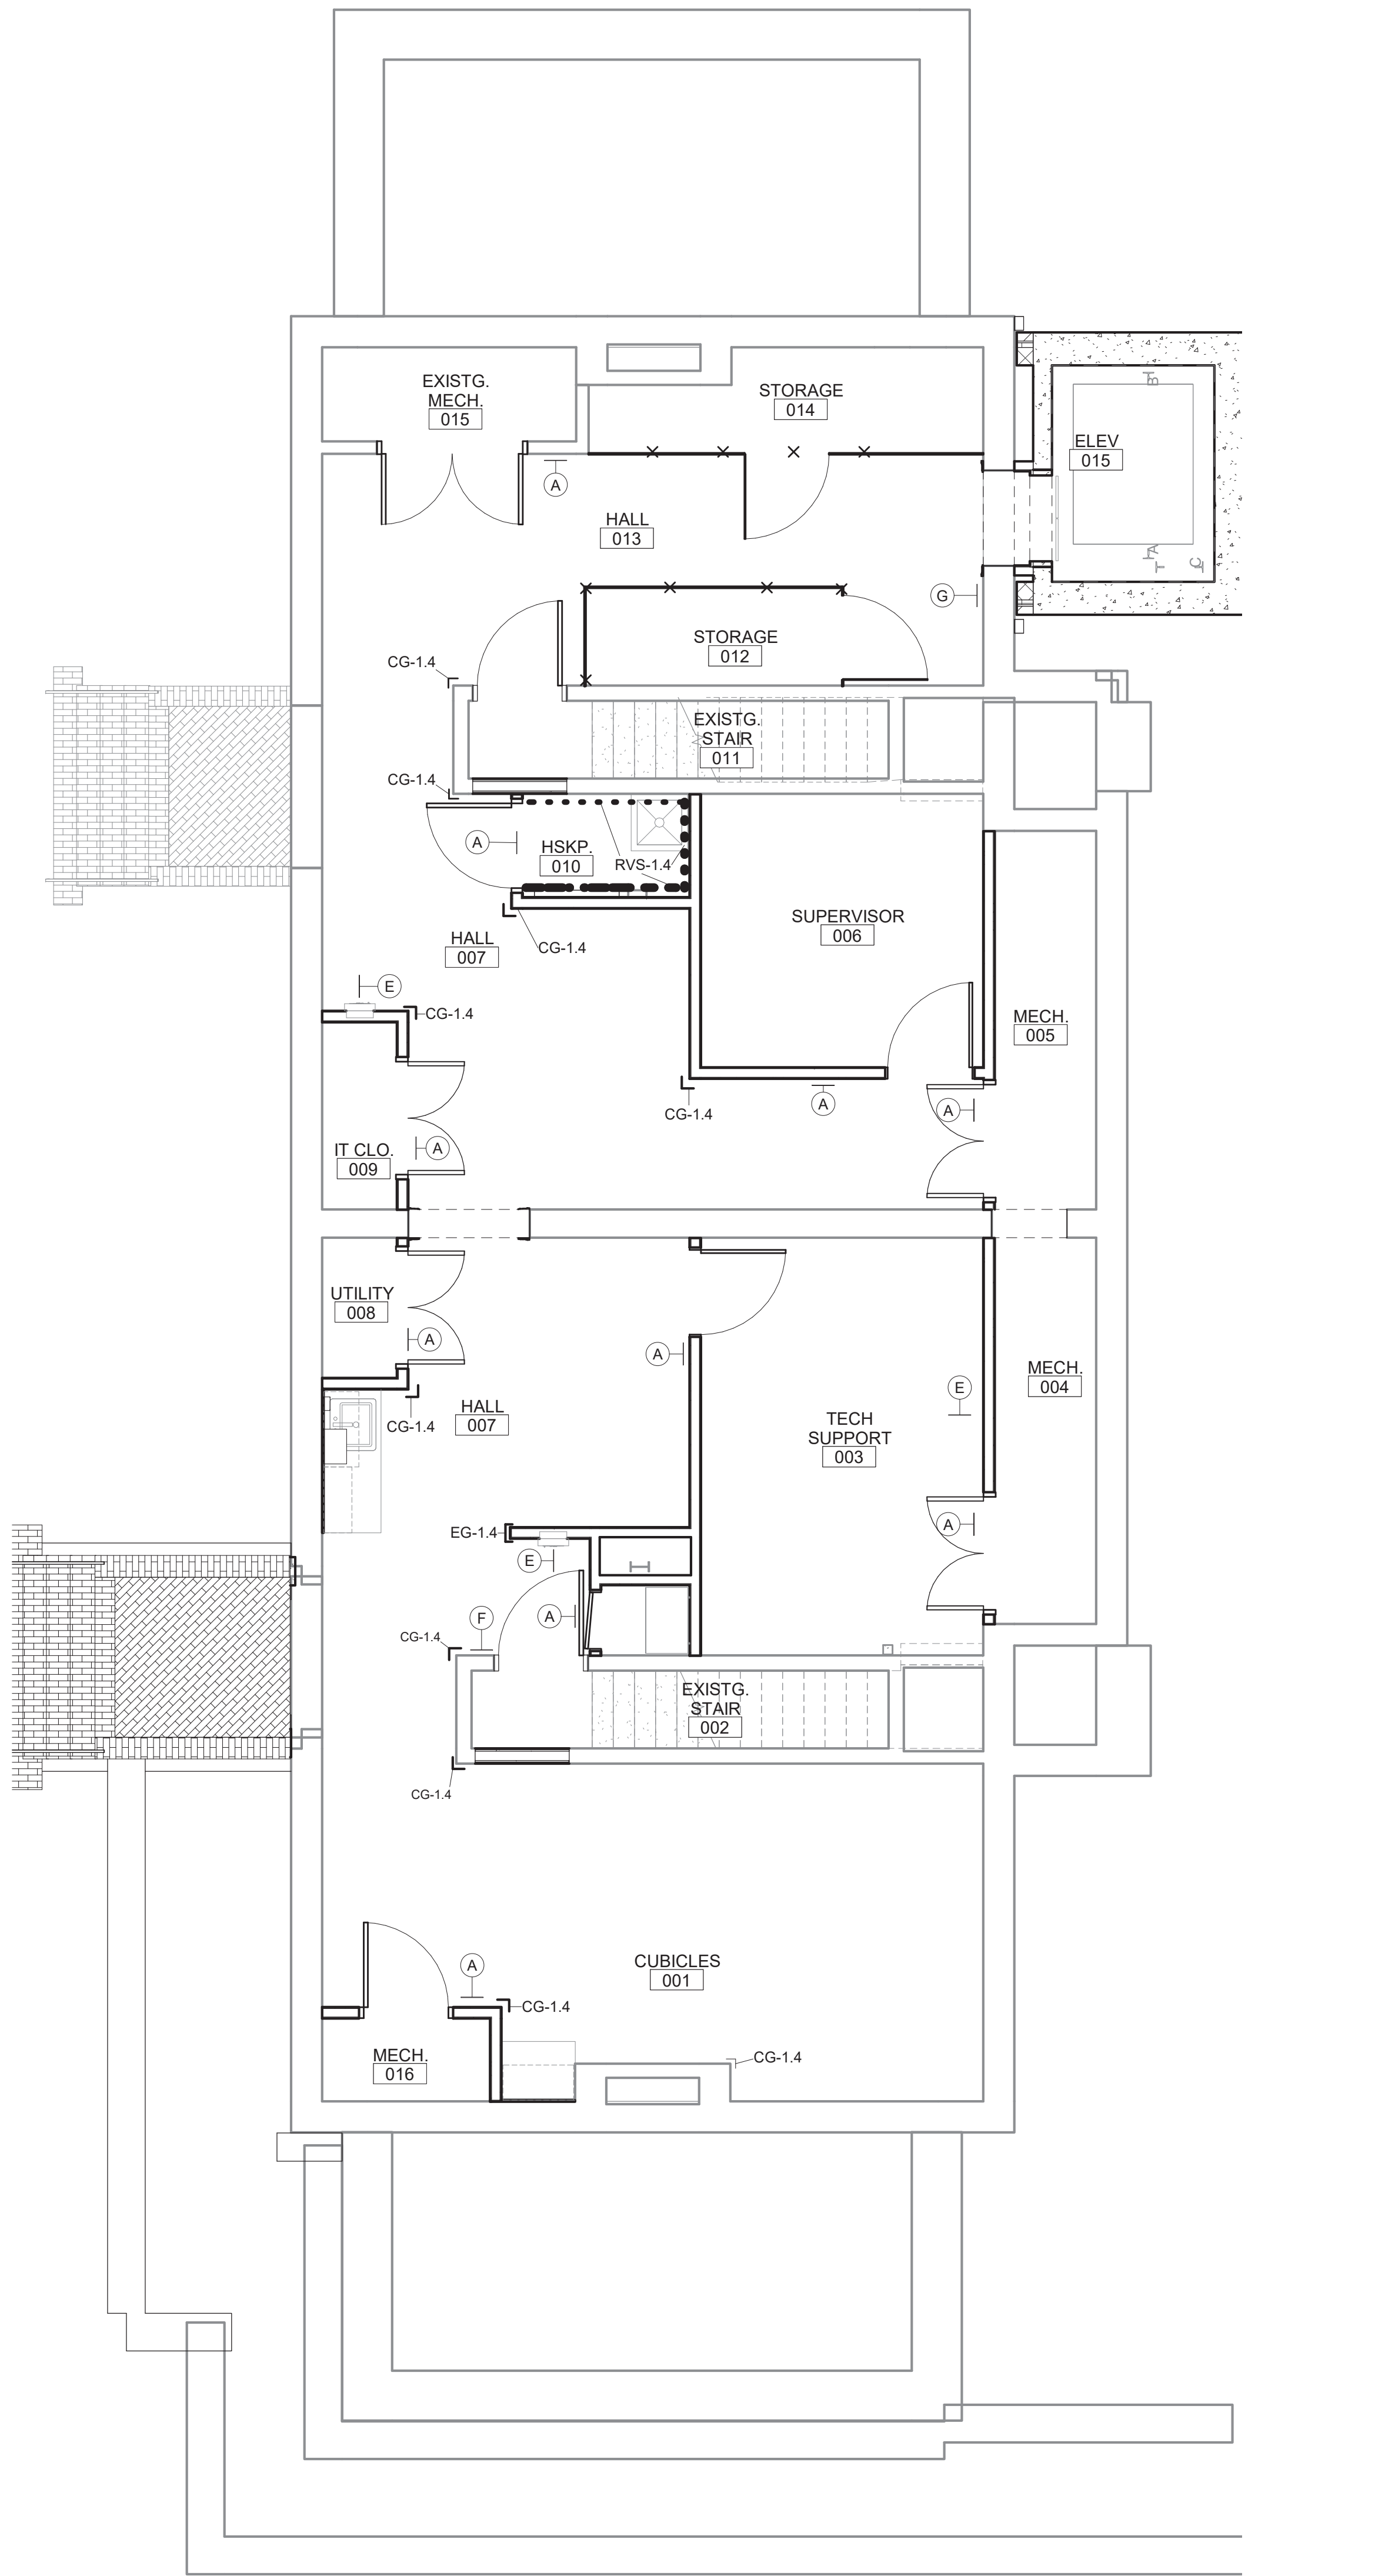 EXISTG.
MECH.
015
STORAGE
014
ELEV
015
B
A
HALL
013
A
C
G
STORAGE
012
CG-1.4
EXISTG.
STAIR
011
CG-1.4
A
HSKP.
010
RVS-1.4
SUPERVISOR
006
HALL
007
CG-1.4
E
CG-1.4
MECH.
005
A
CG-1.4
A
A
IT CLO.
009
UTILITY
008
A
A
MECH.
004
E
HALL
007
CG-1.4
TECH
SUPPORT
003
EG-1.4
A
E
F
A
CG-1.4
EXISTG.
STAIR
002
CG-1.4
CUBICLES
001
A
CG-1.4
MECH.
016
CG-1.4